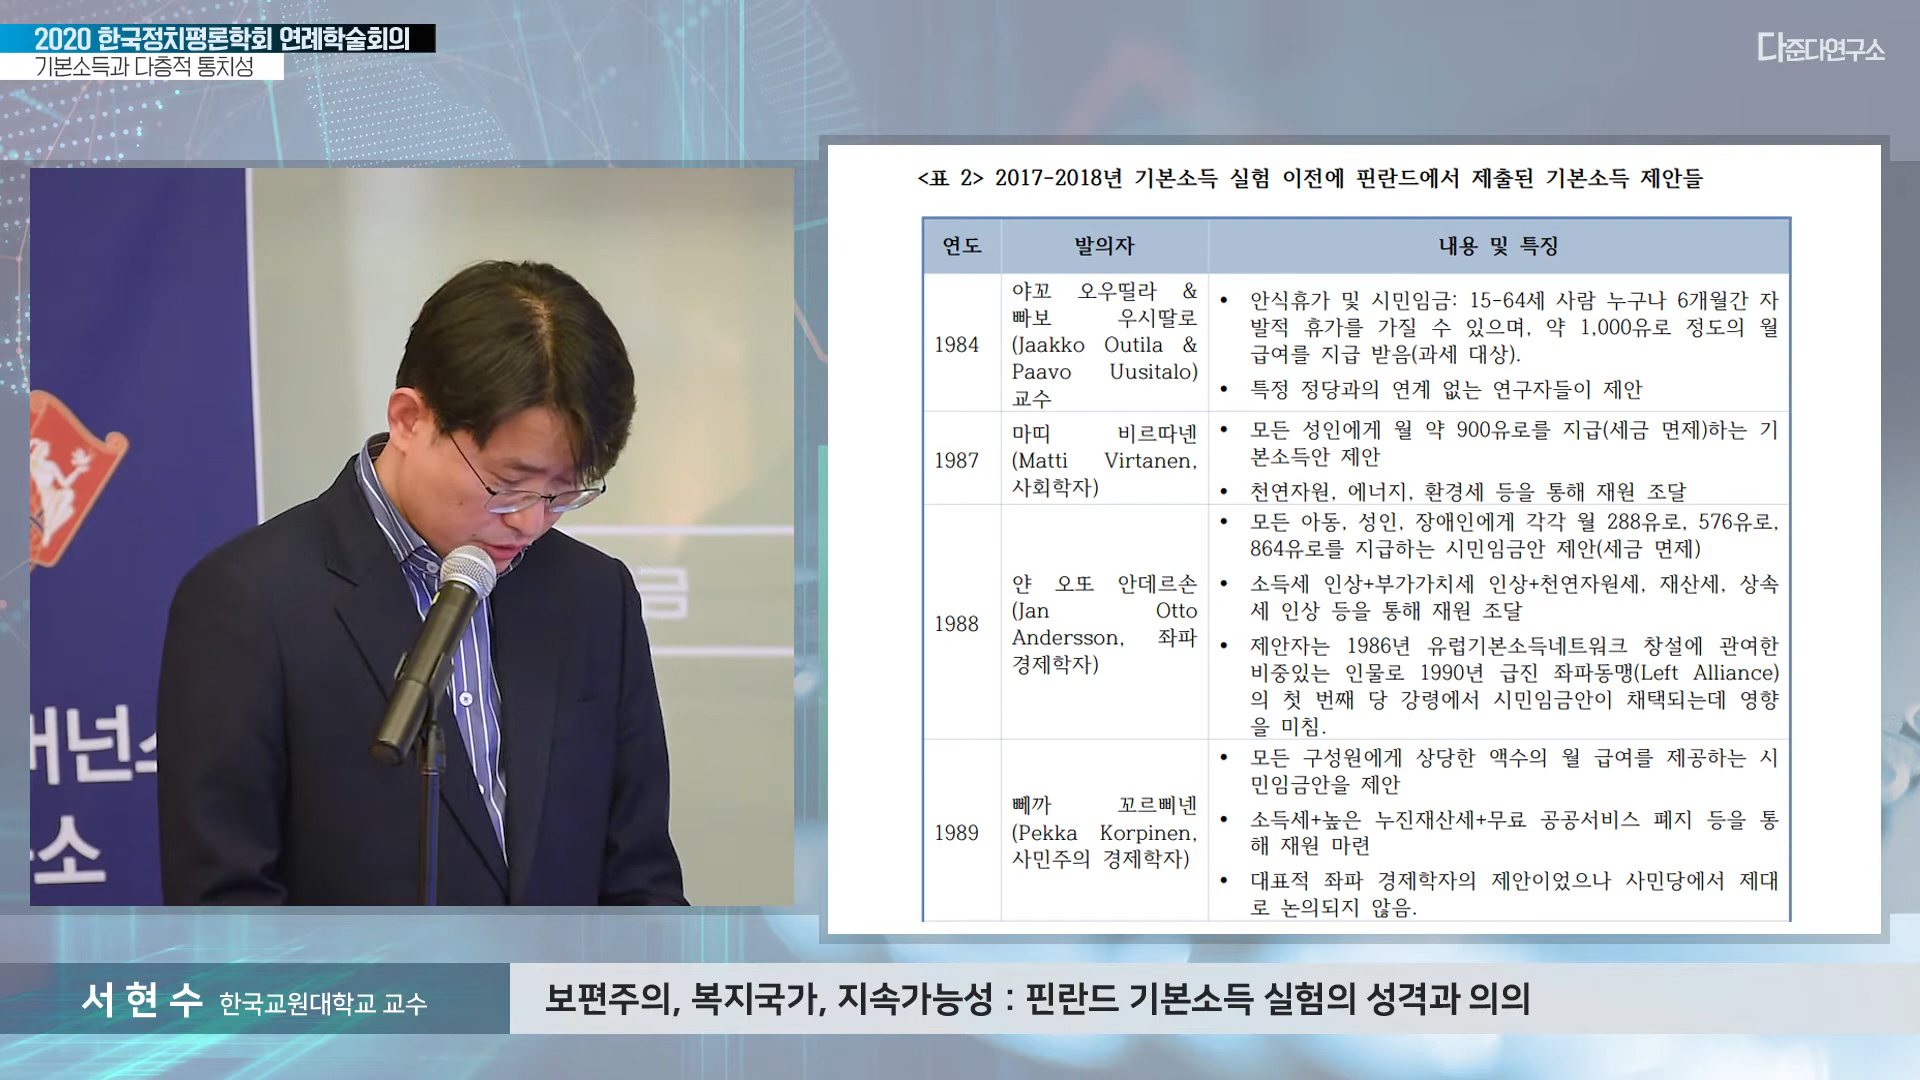 2020 한국정치평론학회 연례학술회의
기본소득과 다층적 통치성
다준다연구소
금
버넌스
소
<표 2> 2017-2018년 기본소득 실험 이전에 핀란드에서 제출된 기본소득 제안들
연도 발의자 내용 및 특징
1984
야꼬 오우띨라 &
빠보 우시딸로
(Jaakko Outila &
Paavo Uusitalo)
교수
• 안식휴가 및 시민임금: 15-64세 사람 누구나 6개월간 자
발적 휴가를 가질 수 있으며, 약 1,000유로 정도의 월
급여를 지급 받음(과세 대상).
• 특정 정당과의 연계 없는 연구자들이 제안
1987
마띠 비르따넨
(Matti Virtanen,
사회학자)
• 모든 성인에게 월 약 900유로를 지급(세금 면제)하는 기
본소득안 제안
• 천연자원, 에너지, 환경세 등을 통해 재원 조달
1988
얀 오또 안데르손
(Jan Otto
Andersson, 좌파
경제학자)
• 모든 아동, 성인, 장애인에게 각각 월 288유로, 576유로,
864유로를 지급하는 시민임금안 제안(세금 면제)
• 소득세 인상+부가가치세 인상+천연자원세, 재산세, 상속
세 인상 등을 통해 재원 조달
• 제안자는 1986년 유럽기본소득네트워크 창설에 관여한
비중있는 인물로 1990년 급진 좌파동맹(Left Alliance)
의 첫 번째 당 강령에서 시민임금안이 채택되는데 영향
을 미침.
1989
뻬까 꼬르삐넨
(Pekka Korpinen,
사민주의 경제학자)
• 모든 구성원에게 상당한 액수의 월 급여를 제공하는 시
민임금안을 제안
• 소득세+높은 누진재산세+무료 공공서비스 폐지 등을 통
해 재원 마련
• 대표적 좌파 경제학자의 제안이었으나 사민당에서 제대
로 논의되지 않음.
서현수 한국교원대학교 교수
보편주의, 복지국가, 지속가능성 : 핀란드 기본소득 실험의 성격과 의의